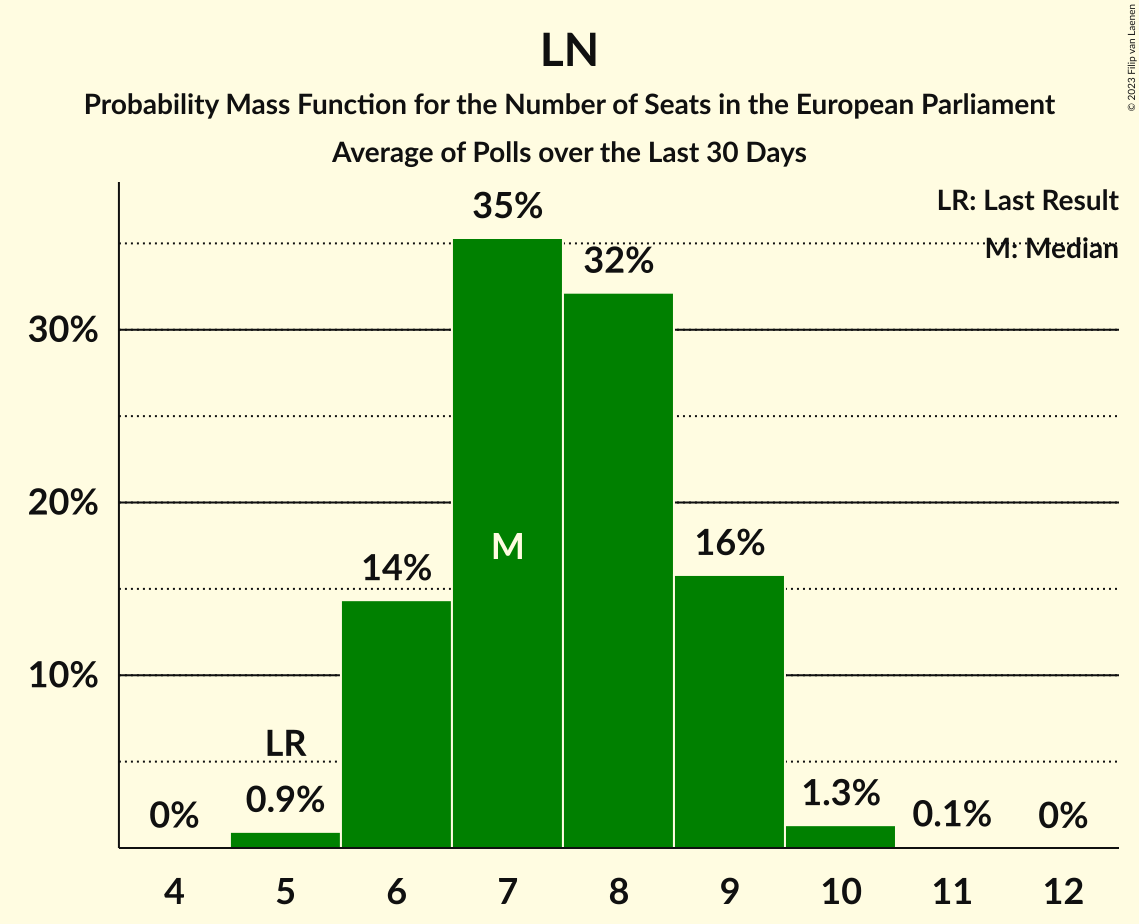 LN
Probability Mass Function for the Number of Seats in the European Parliament
Average of Polls over the Last 30 Days
© 2023 Filip van Laenen
LR: Last Result
M: Median
35%
32%
30%
20%
16%
14%
M
10%
LR
0%
0.9%
1.3%
0.1%
0%
4 5 6 7 8 9 10 11 12